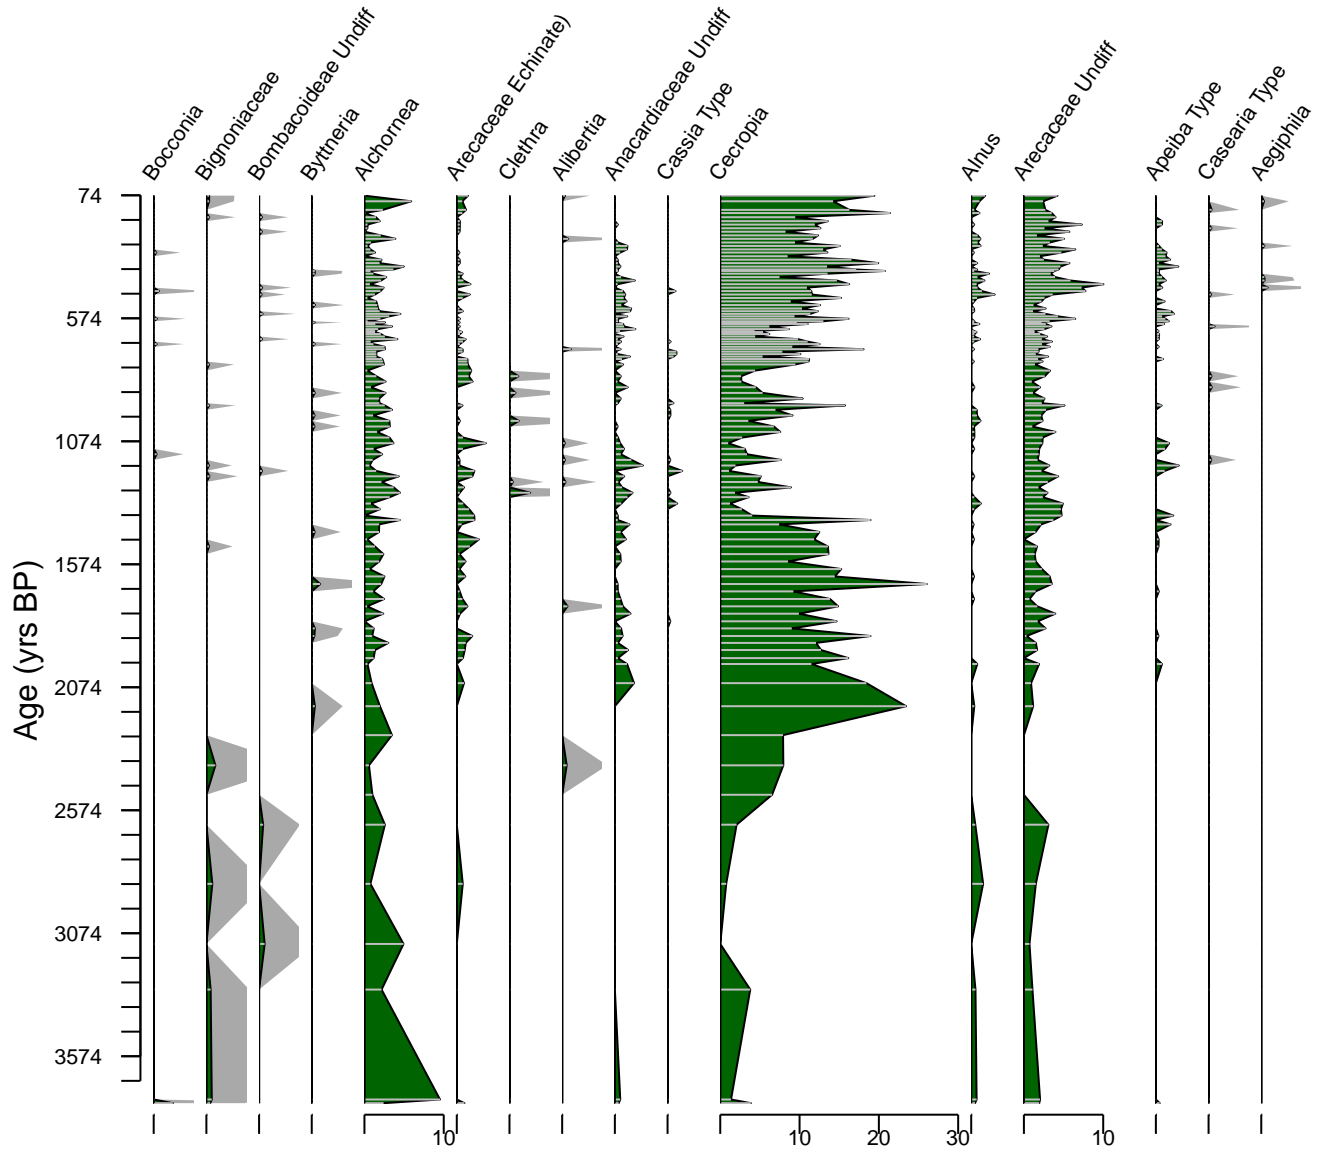 Bocconia
Bignoniaceae
Bombacoideae Undiff
Byttneria
Alchornea
Arecaceae Echinate)
Clethra
Alibertia
Anacardiaceae Undiff
Cassia Type
Cecropia
Alnus
Arecaceae Undiff
Apeiba Type
Casearia Type
Aegiphila
Age (yrs BP)
74
574
1074
1574
2074
2574
3074
3574
10
10
20
30
10